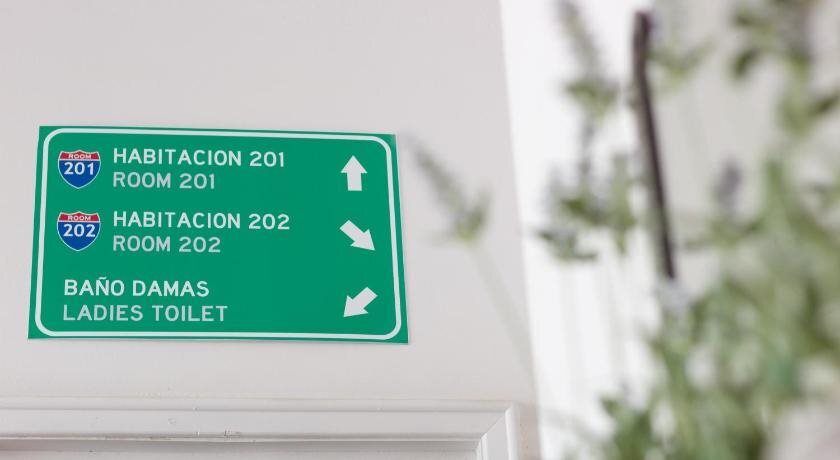 ROOM
201
HABITACION 201
ROOM 201
ROOM
202
HABITACION 202
ROOM 202
BAÑO DAMAS
LADIES TOILET